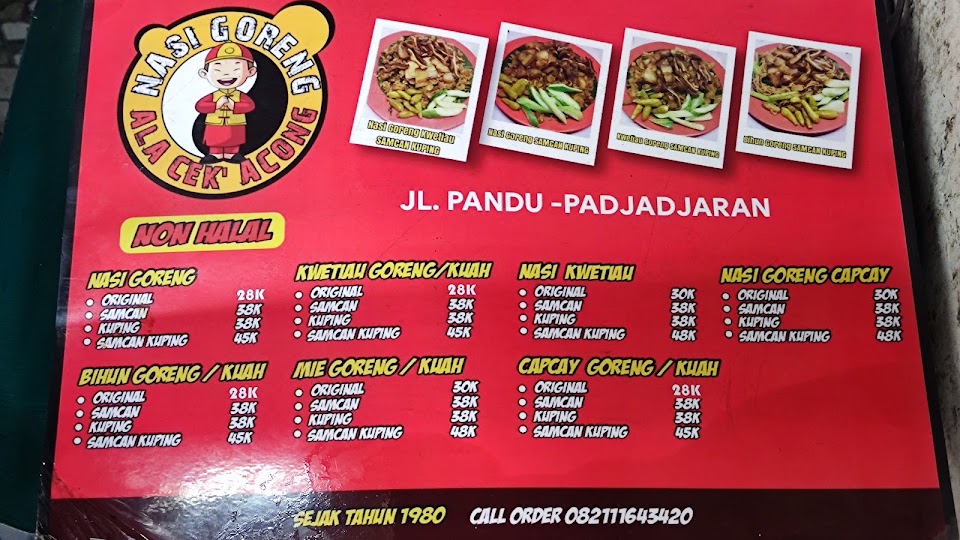 NASI GORENG
ALA CEK' ACONG
Nasi Goreng Kwetiau
SAMCAN KUPING
Nasi Goreng SAMCAN KUPING
Kwetiau Goreng SAMCAN KUPING
Bihun Goreng SAMCAN KUPING
JL. PANDU -PADJADJARAN
NON HALAL
NASI GORENG
• ORIGINAL 28K
• SAMCAN 38K
• KUPING 38K
• SAMCAN KUPING 45K
KWETIAU GORENG/KUAH
• ORIGINAL 28K
• SAMCAN 38K
• KUPING 38K
• SAMCAN KUPING 45K
NASI KWETIAU
• ORIGINAL 30K
• SAMCAN 38K
• KUPING 38K
• SAMCAN KUPING 48K
NASI GORENG CAPCAY
• ORIGINAL 30K
• SAMCAN 38K
• KUPING 38K
• SAMCAN KUPING 48K
BIHUN GORENG / KUAH
• ORIGINAL 28K
• SAMCAN 38K
• KUPING 38K
• SAMCAN KUPING 45K
MIE GORENG / KUAH
• ORIGINAL 30K
• SAMCAN 38K
• KUPING 38K
• SAMCAN KUPING 48K
CAPCAY GORENG / KUAH
• ORIGINAL 28K
• SAMCAN 38K
• KUPING 38K
• SAMCAN KUPING 45K
SEJAK TAHUN 1980 CALL ORDER 082111643420